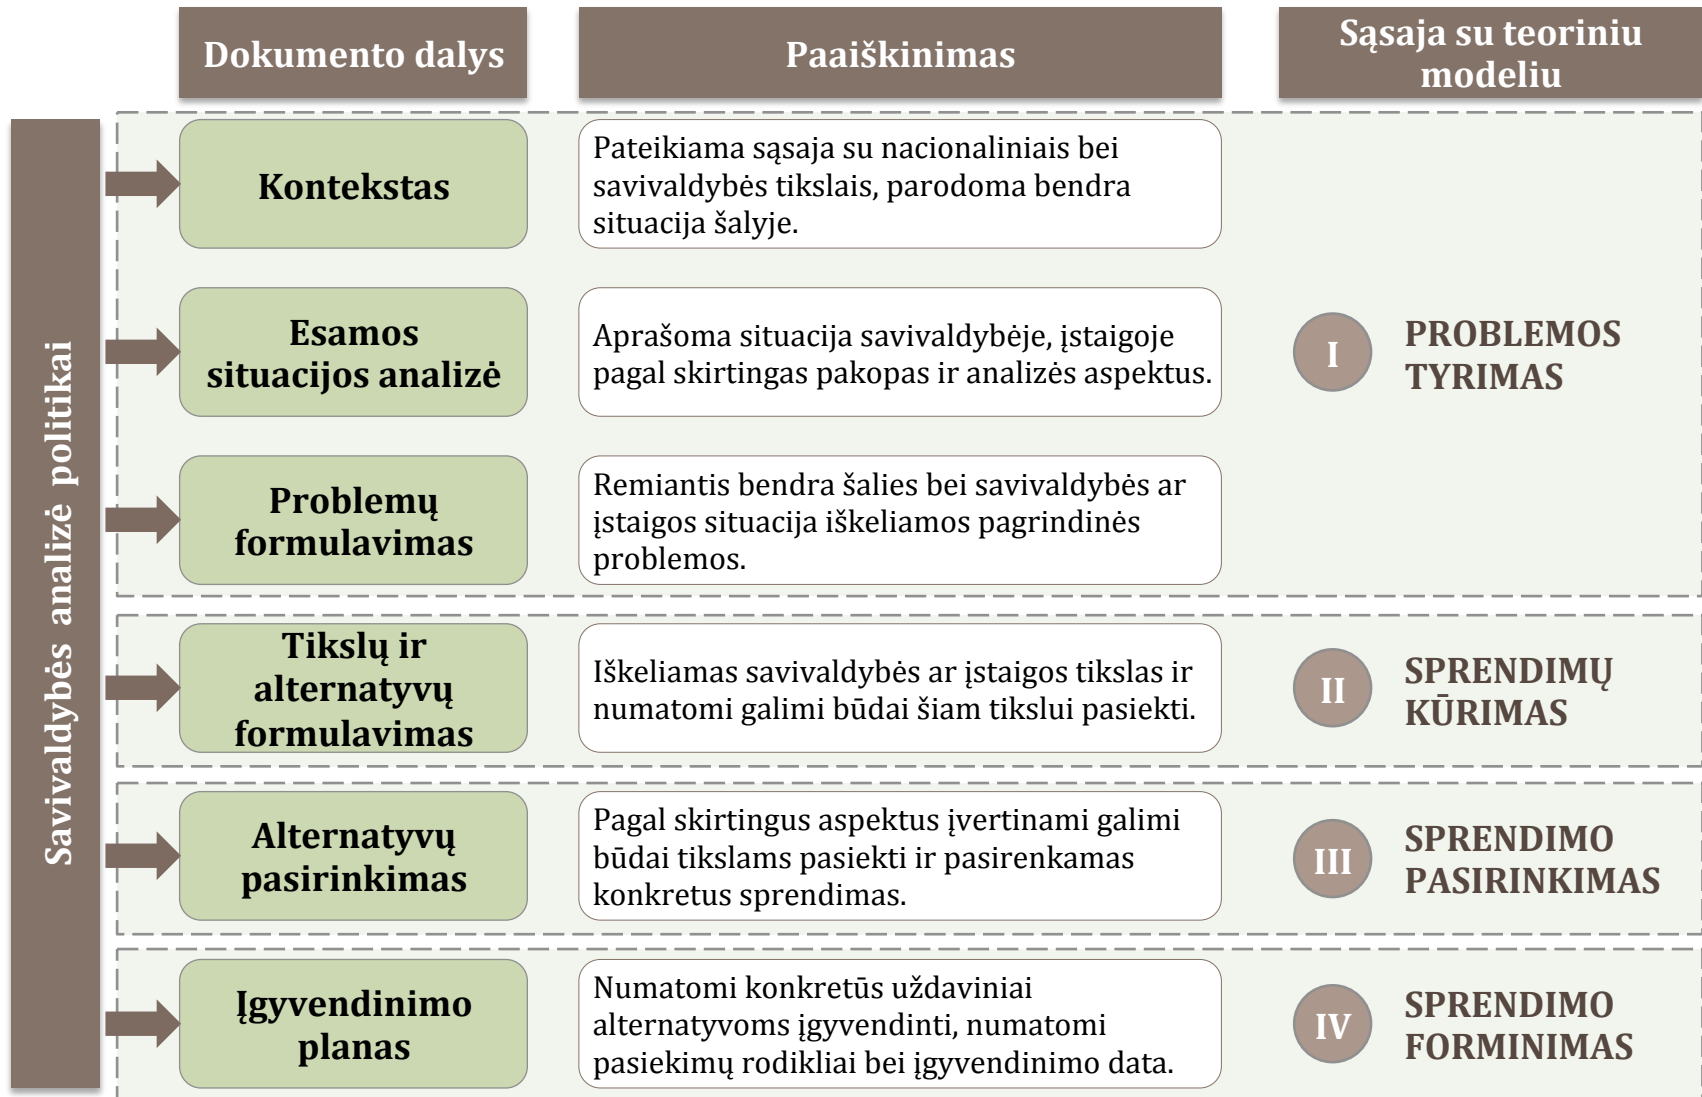 Dokumento dalys
Paaiškinimas
Sąsaja su teoriniu
modeliu
Savivaldybės analizė politikai
Kontekstas
Pateikiama sąsaja su nacionaliniais bei
savivaldybės tikslais, parodoma bendra
situacija šalyje.
Esamos
situacijos analizė
Aprašoma situacija savivaldybėje, įstaigoje
pagal skirtingas pakopas ir analizės aspektus.
I
PROBLEMOS
TYRIMAS
Problemų
formulavimas
Remiantis bendra šalies bei savivaldybės ar
įstaigos situacija iškeliamos pagrindinės
problemos.
Tikslų ir
alternatyvų
formulavimas
Iškeliamas savivaldybės ar įstaigos tikslas ir
numatomi galimi būdai šiam tikslui pasiekti.
II
SPRENDIMŲ
KŪRIMAS
Alternatyvų
pasirinkimas
Pagal skirtingus aspektus įvertinami galimi
būdai tikslams pasiekti ir pasirenkamas
konkretus sprendimas.
III
SPRENDIMO
PASIRINKIMAS
Įgyvendinimo
planas
Numatomi konkretūs uždaviniai
alternatyvoms įgyvendinti, numatomi
pasiekimų rodikliai bei įgyvendinimo data.
IV
SPRENDIMO
FORMINIMAS